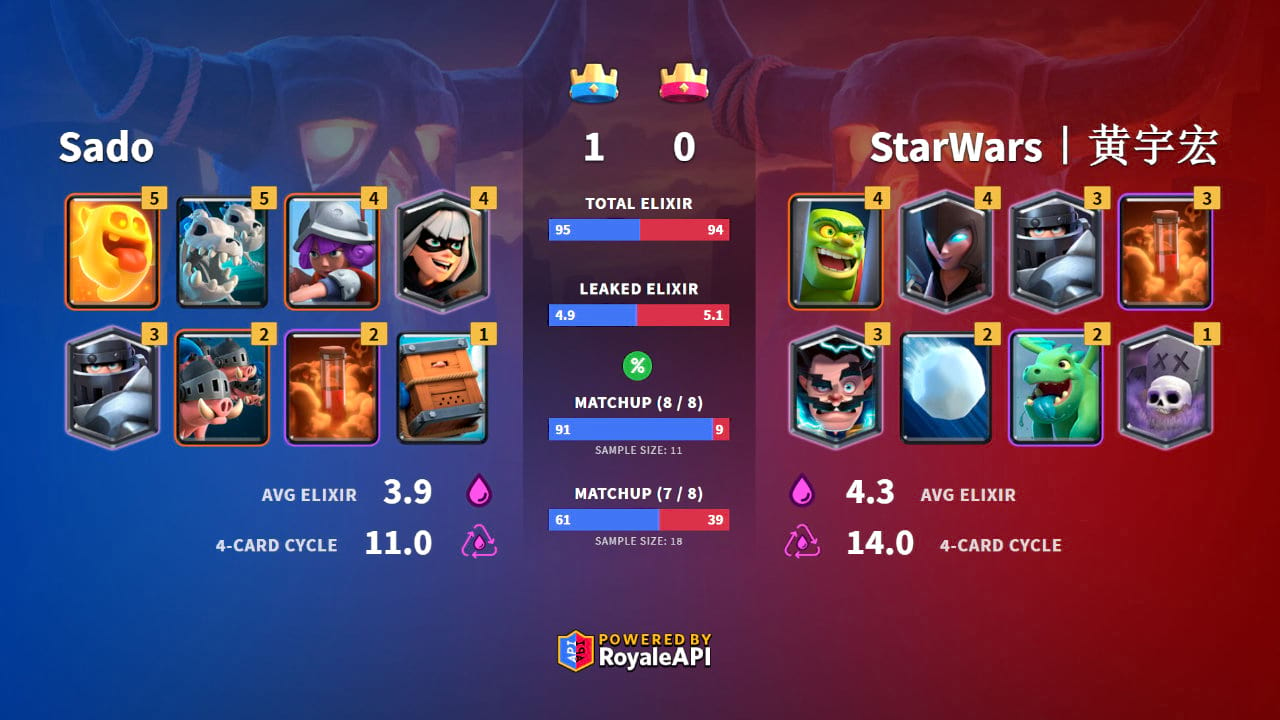 1 0
Sado
StarWars | 黄宇宏
5 5 4 4
4 4 3 3
3 2 2 1
3 2 2 1
TOTAL ELIXIR
95 94
LEAKED ELIXIR
4.9 5.1
%
MATCHUP (8 / 8)
91 9
SAMPLE SIZE: 11
MATCHUP (7 / 8)
61 39
SAMPLE SIZE: 18
AVG ELIXIR 3.9
4-CARD CYCLE 11.0
4.3 AVG ELIXIR
14.0 4-CARD CYCLE
XX
API API
POWERED BY
RoyaleAPI